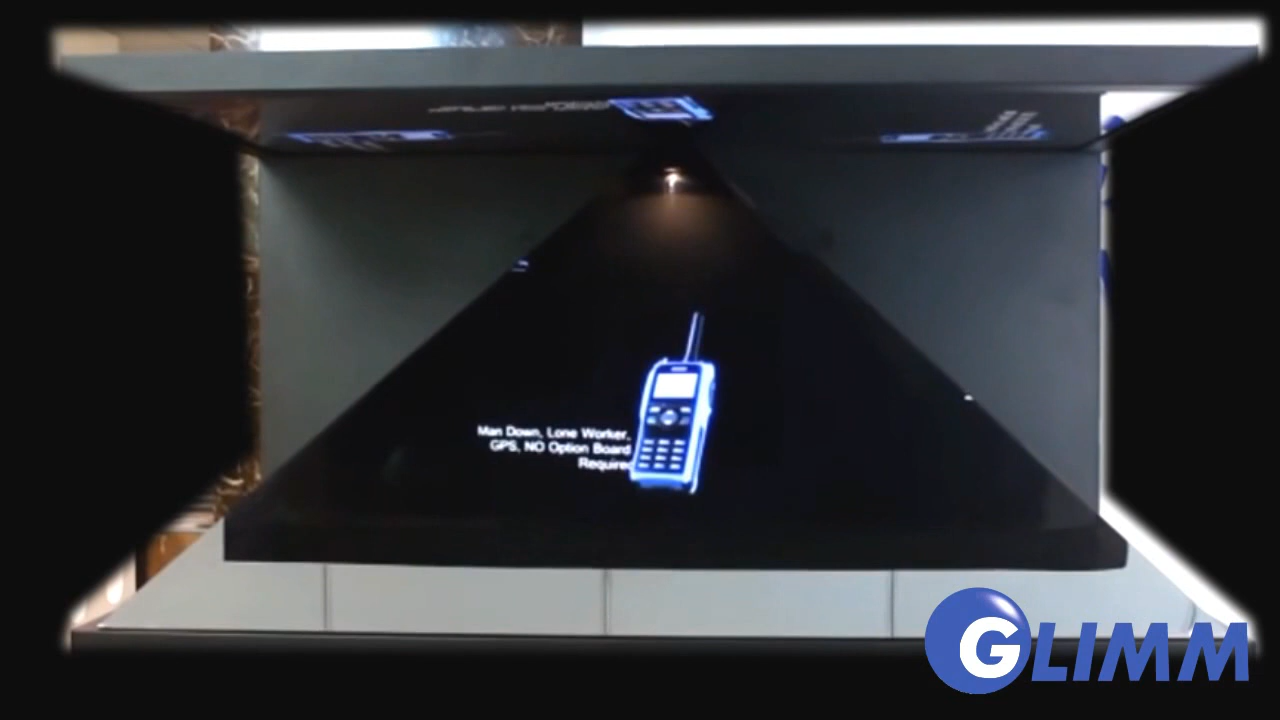 Man Down, Lone Worker,
GPS, NO Option Board
Required
GLIMM